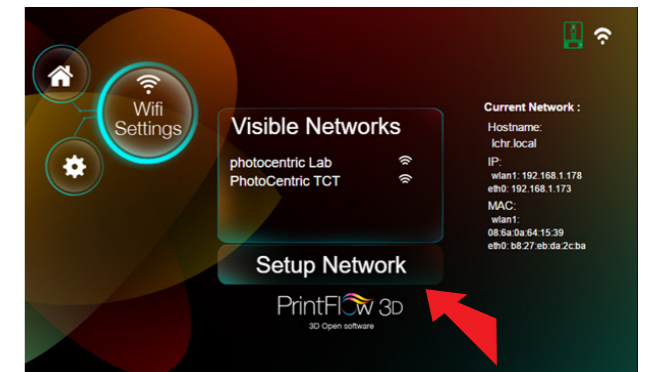 Wifi
Settings
Visible Networks
photocentric Lab
PhotoCentric TCT
Setup Network
PrintFlow 3D
3D Open software
Current Network :
Hostname:
lchr.local
IP:
wlan1: 192.168.1.178
eth0: 192.168.1.173
MAC:
wlan1:
08:6a:0a:64:15:39
eth0: b8:27:eb:da:2c:ba